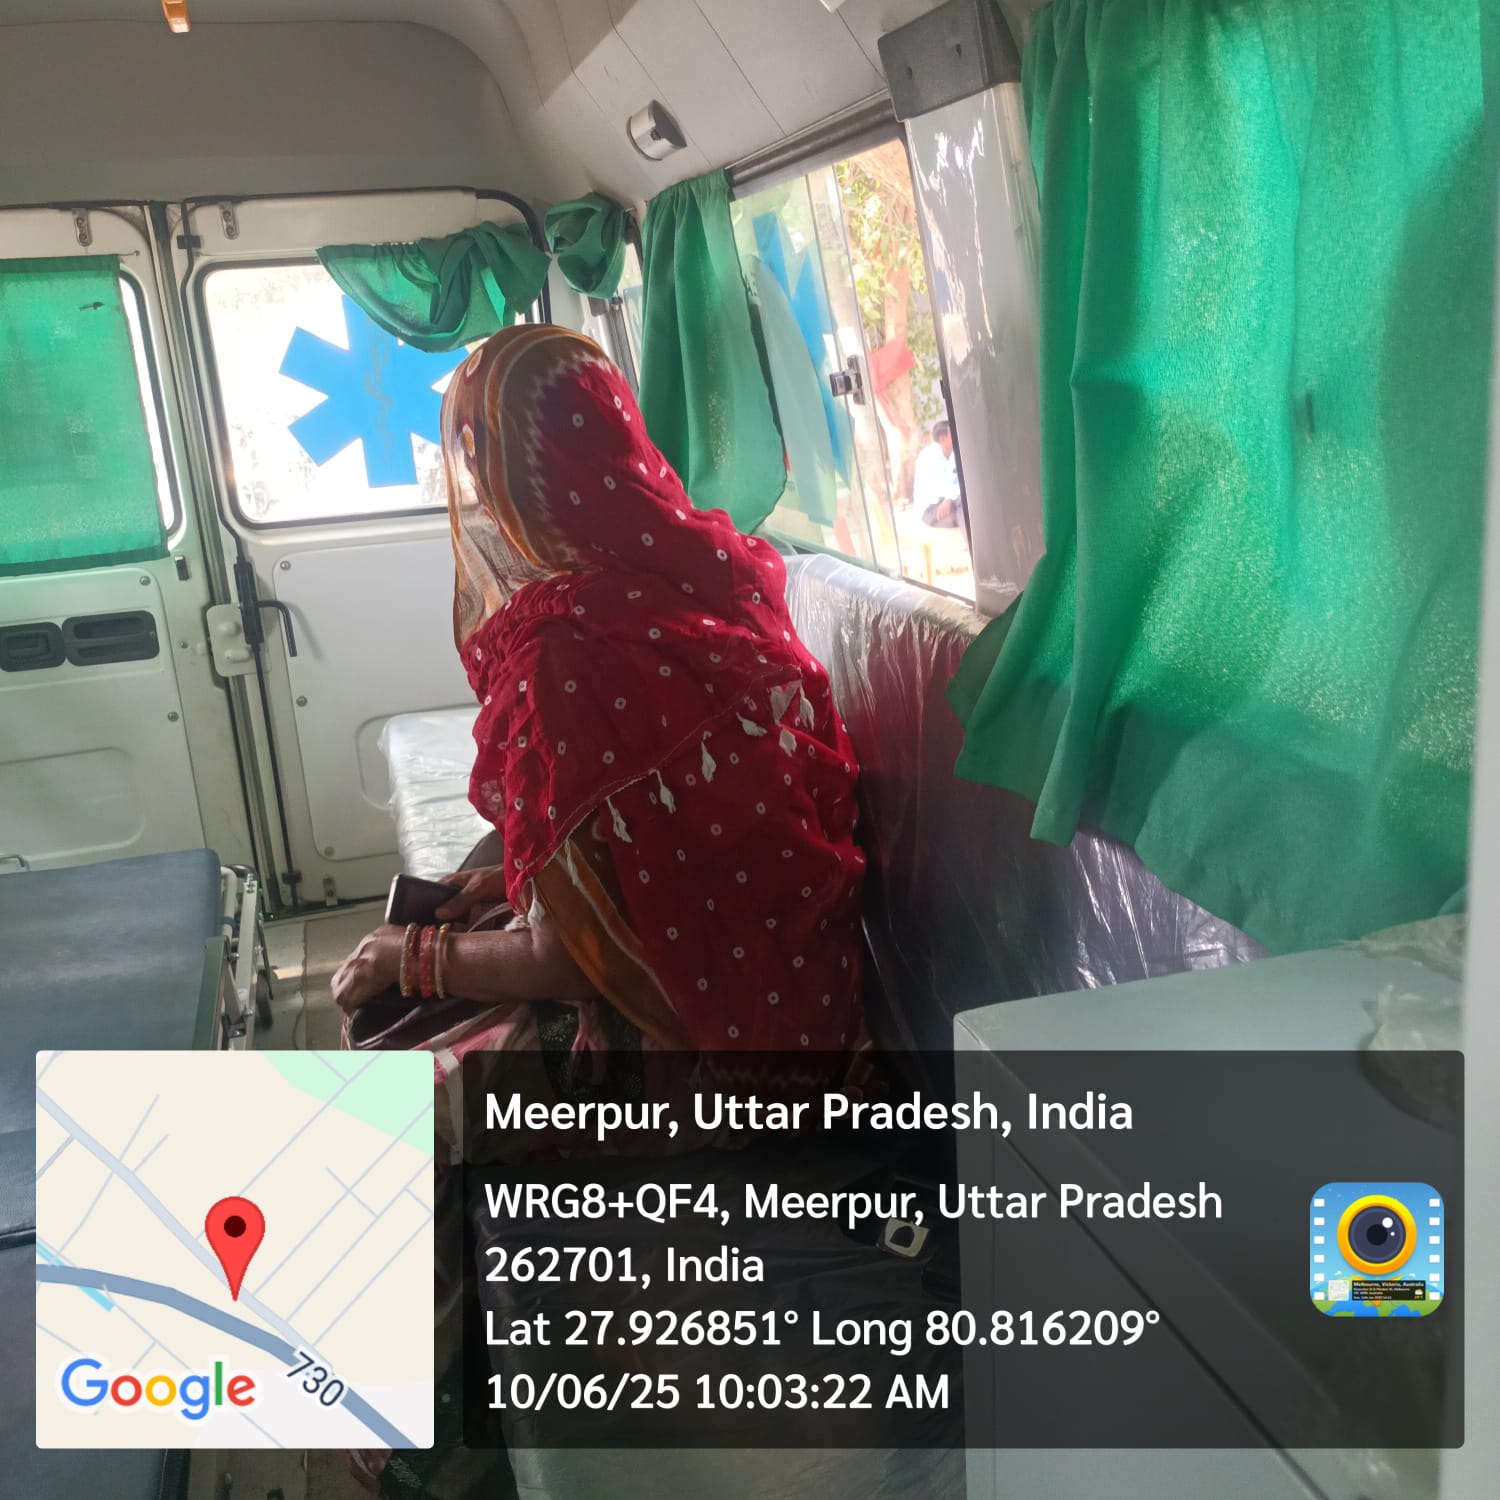 Meerpur, Uttar Pradesh, India
WRG8+QF4, Meerpur, Uttar Pradesh
262701, India
Lat 27.926851° Long 80.816209°
10/06/25 10:03:22 AM
730
Google